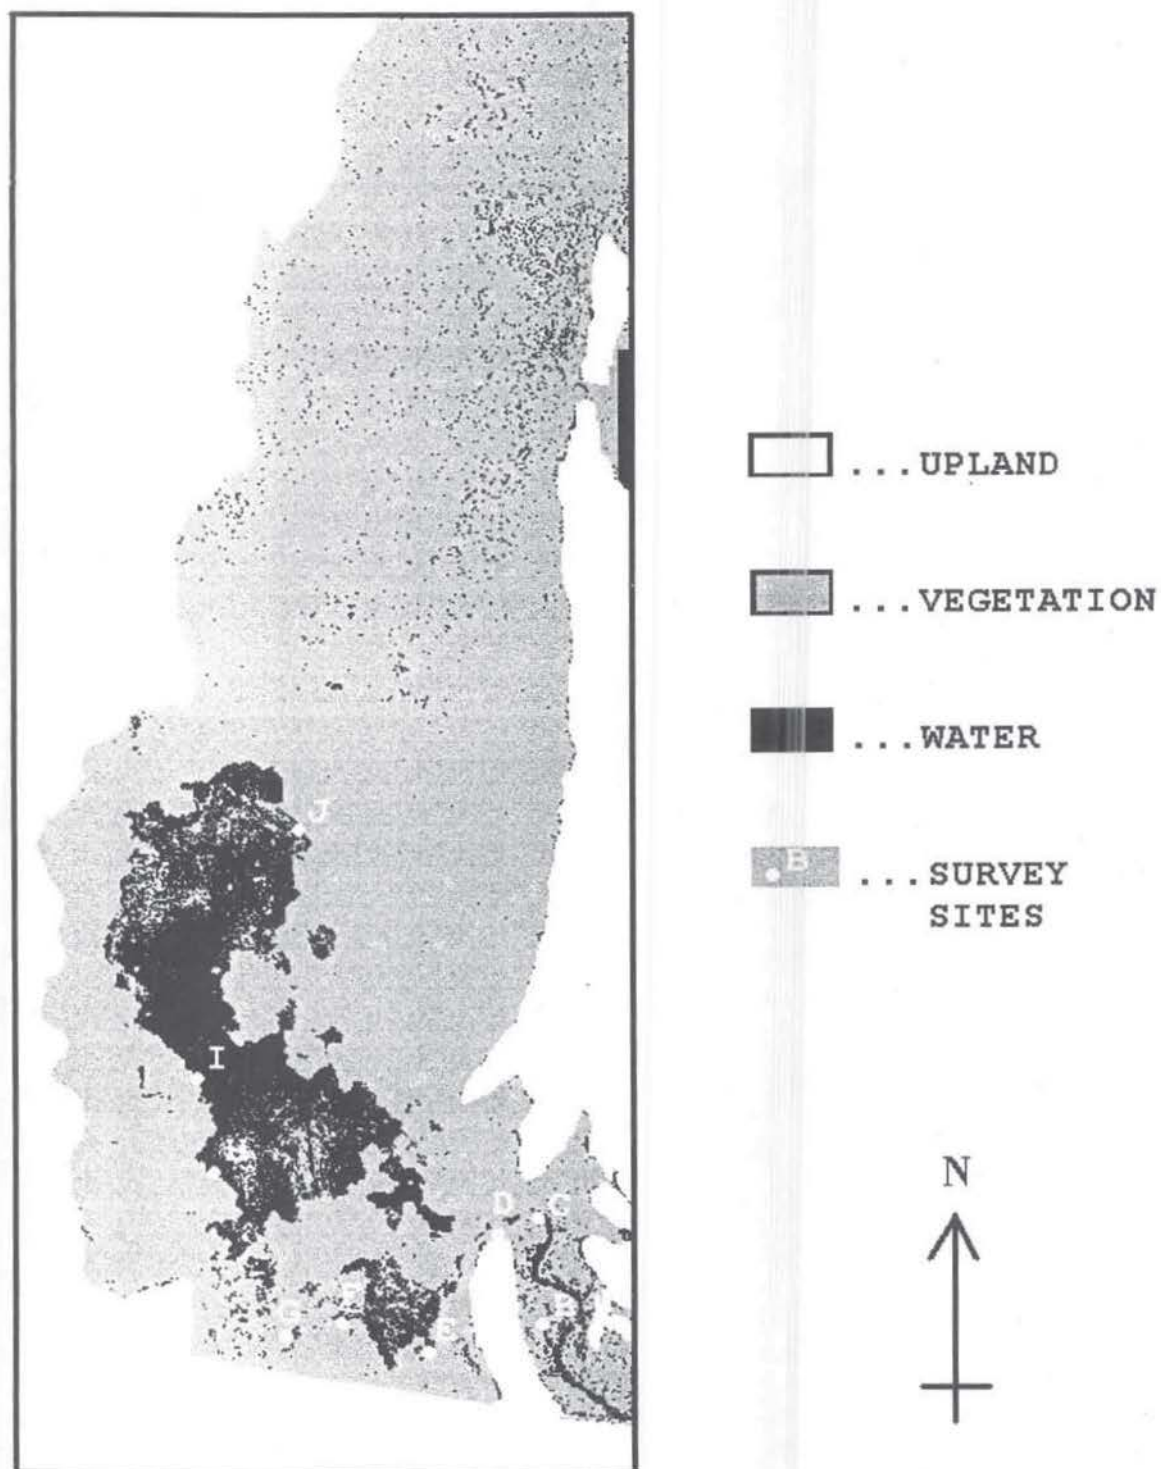 ...UPLAND
...VEGETATION
...WATER
B
...SURVEY
SITES
J
I
D
C
F
G
E
B
N